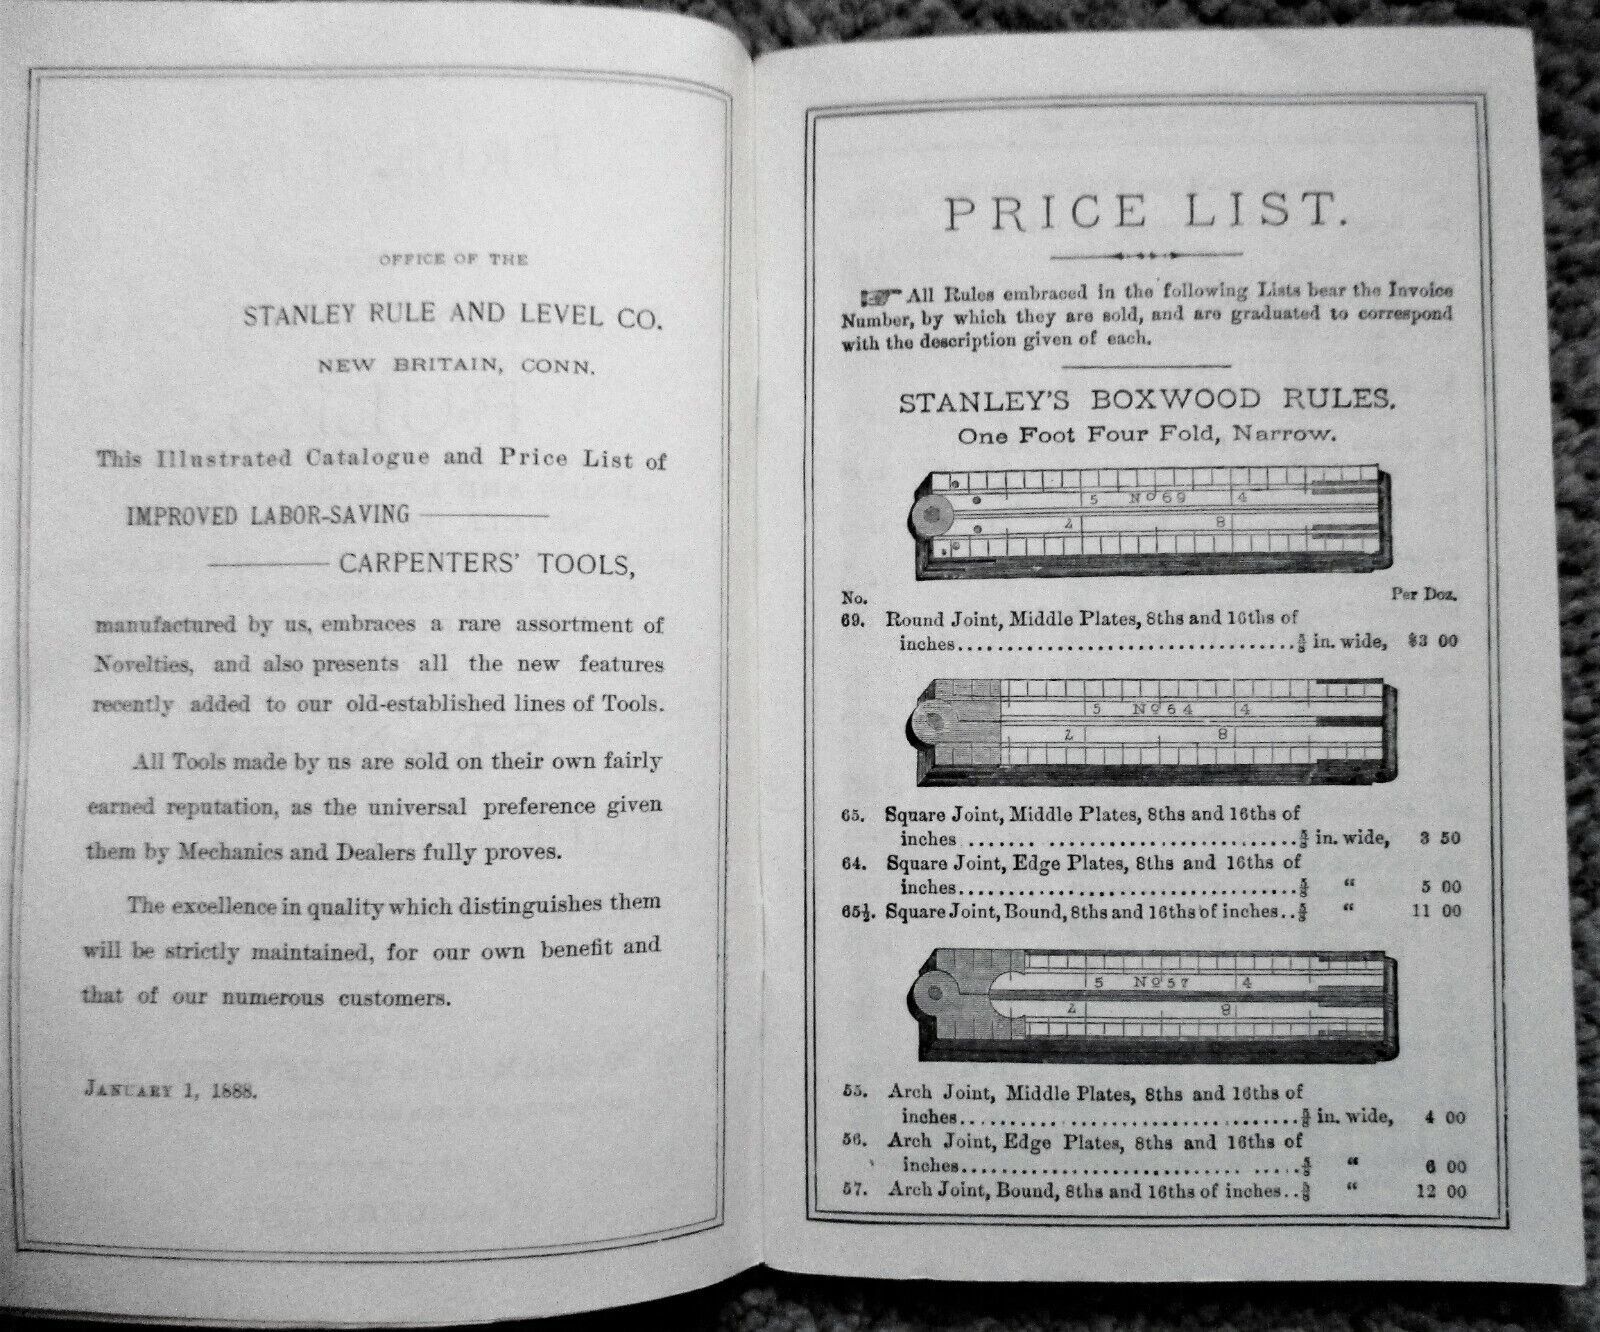 OFFICE OF THE
STANLEY RULE AND LEVEL CO.
NEW BRITAIN, CONN.
This Illustrated Catalogue and Price List of
IMPROVED LABOR-SAVING
CARPENTERS' TOOLS,
manufactured by us, embraces a rare assortment of
Novelties, and also presents all the new features
recently added to our old-established lines of Tools.
All Tools made by us are sold on their own fairly
earned reputation, as the universal preference given
them by Mechanics and Dealers fully proves.
The excellence in quality which distinguishes them
will be strictly maintained, for our own benefit and
that of our numerous customers.
JANUARY 1, 1888.
PRICE LIST.
☞ All Rules embraced in the following Lists bear the Invoice
Number, by which they are sold, and are graduated to correspond
with the description given of each.
STANLEY'S BOXWOOD RULES.
One Foot Four Fold, Narrow.
5 No 69 4
7 8
No. Per Doz.
69. Round Joint, Middle Plates, 8ths and 16ths of
inches................................. ⅝ in. wide, $3 00
5 No 64 4
7 8
65. Square Joint, Middle Plates, 8ths and 16ths of
inches ....... ........................ ⅝ in. wide, 3 50
64. Square Joint, Edge Plates, 8ths and 16ths of
inches................................. ⅝ " 5 00
65½. Square Joint, Bound, 8ths and 16ths of inches.. ⅝ " 11 00
5 No 57 4
7 8
55. Arch Joint, Middle Plates, 8ths and 16ths of
inches................................. ⅝ in. wide, 4 00
56. Arch Joint, Edge Plates, 8ths and 16ths of
inches............................ ..... ⅝ " 6 00
57. Arch Joint, Bound, 8ths and 16ths of inches.. ⅝ " 12 00